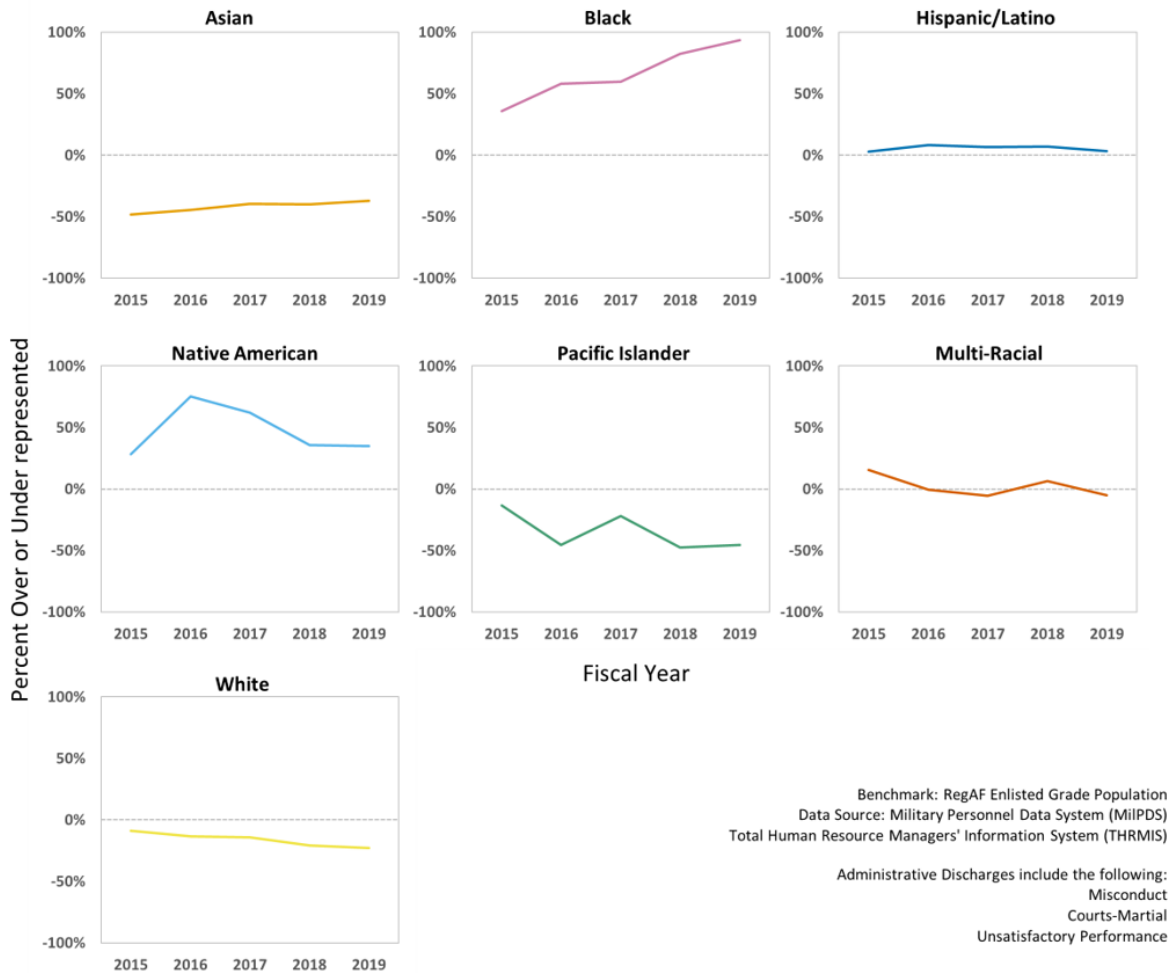 Asian
Black
Hispanic/Latino
100%
50%
0%
-50%
-100%
2015 2016 2017 2018 2019
100%
50%
0%
-50%
-100%
2015 2016 2017 2018 2019
100%
50%
0%
-50%
-100%
2015 2016 2017 2018 2019
Percent Over or Under represented
Native American
Pacific Islander
Multi-Racial
100%
50%
0%
-50%
-100%
2015 2016 2017 2018 2019
100%
50%
0%
-50%
-100%
2015 2016 2017 2018 2019
100%
50%
0%
-50%
-100%
2015 2016 2017 2018 2019
Fiscal Year
White
100%
50%
0%
-50%
-100%
2015 2016 2017 2018 2019
Benchmark: RegAF Enlisted Grade Population
Data Source: Military Personnel Data System (MilPDS)
Total Human Resource Managers' Information System (THRMIS)
Administrative Discharges include the following:
Misconduct
Courts-Martial
Unsatisfactory Performance